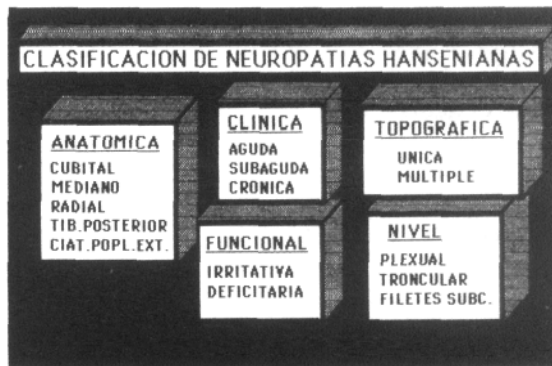 CLASIFICACION DE NEUROPATIAS HANSENIANAS
ANATOMICA
CUBITAL
MEDIANO
RADIAL
TIB.POSTERIOR
CIAT.POPL.EXT.
CLINICA
AGUDA
SUBAGUDA
CRONICA
TOPOGRAFICA
UNICA
MULTIPLE
FUNCIONAL
IRRITATIVA
DEFICITARIA
NIVEL
PLEXUAL
TRONCULAR
FILETES SUBC.